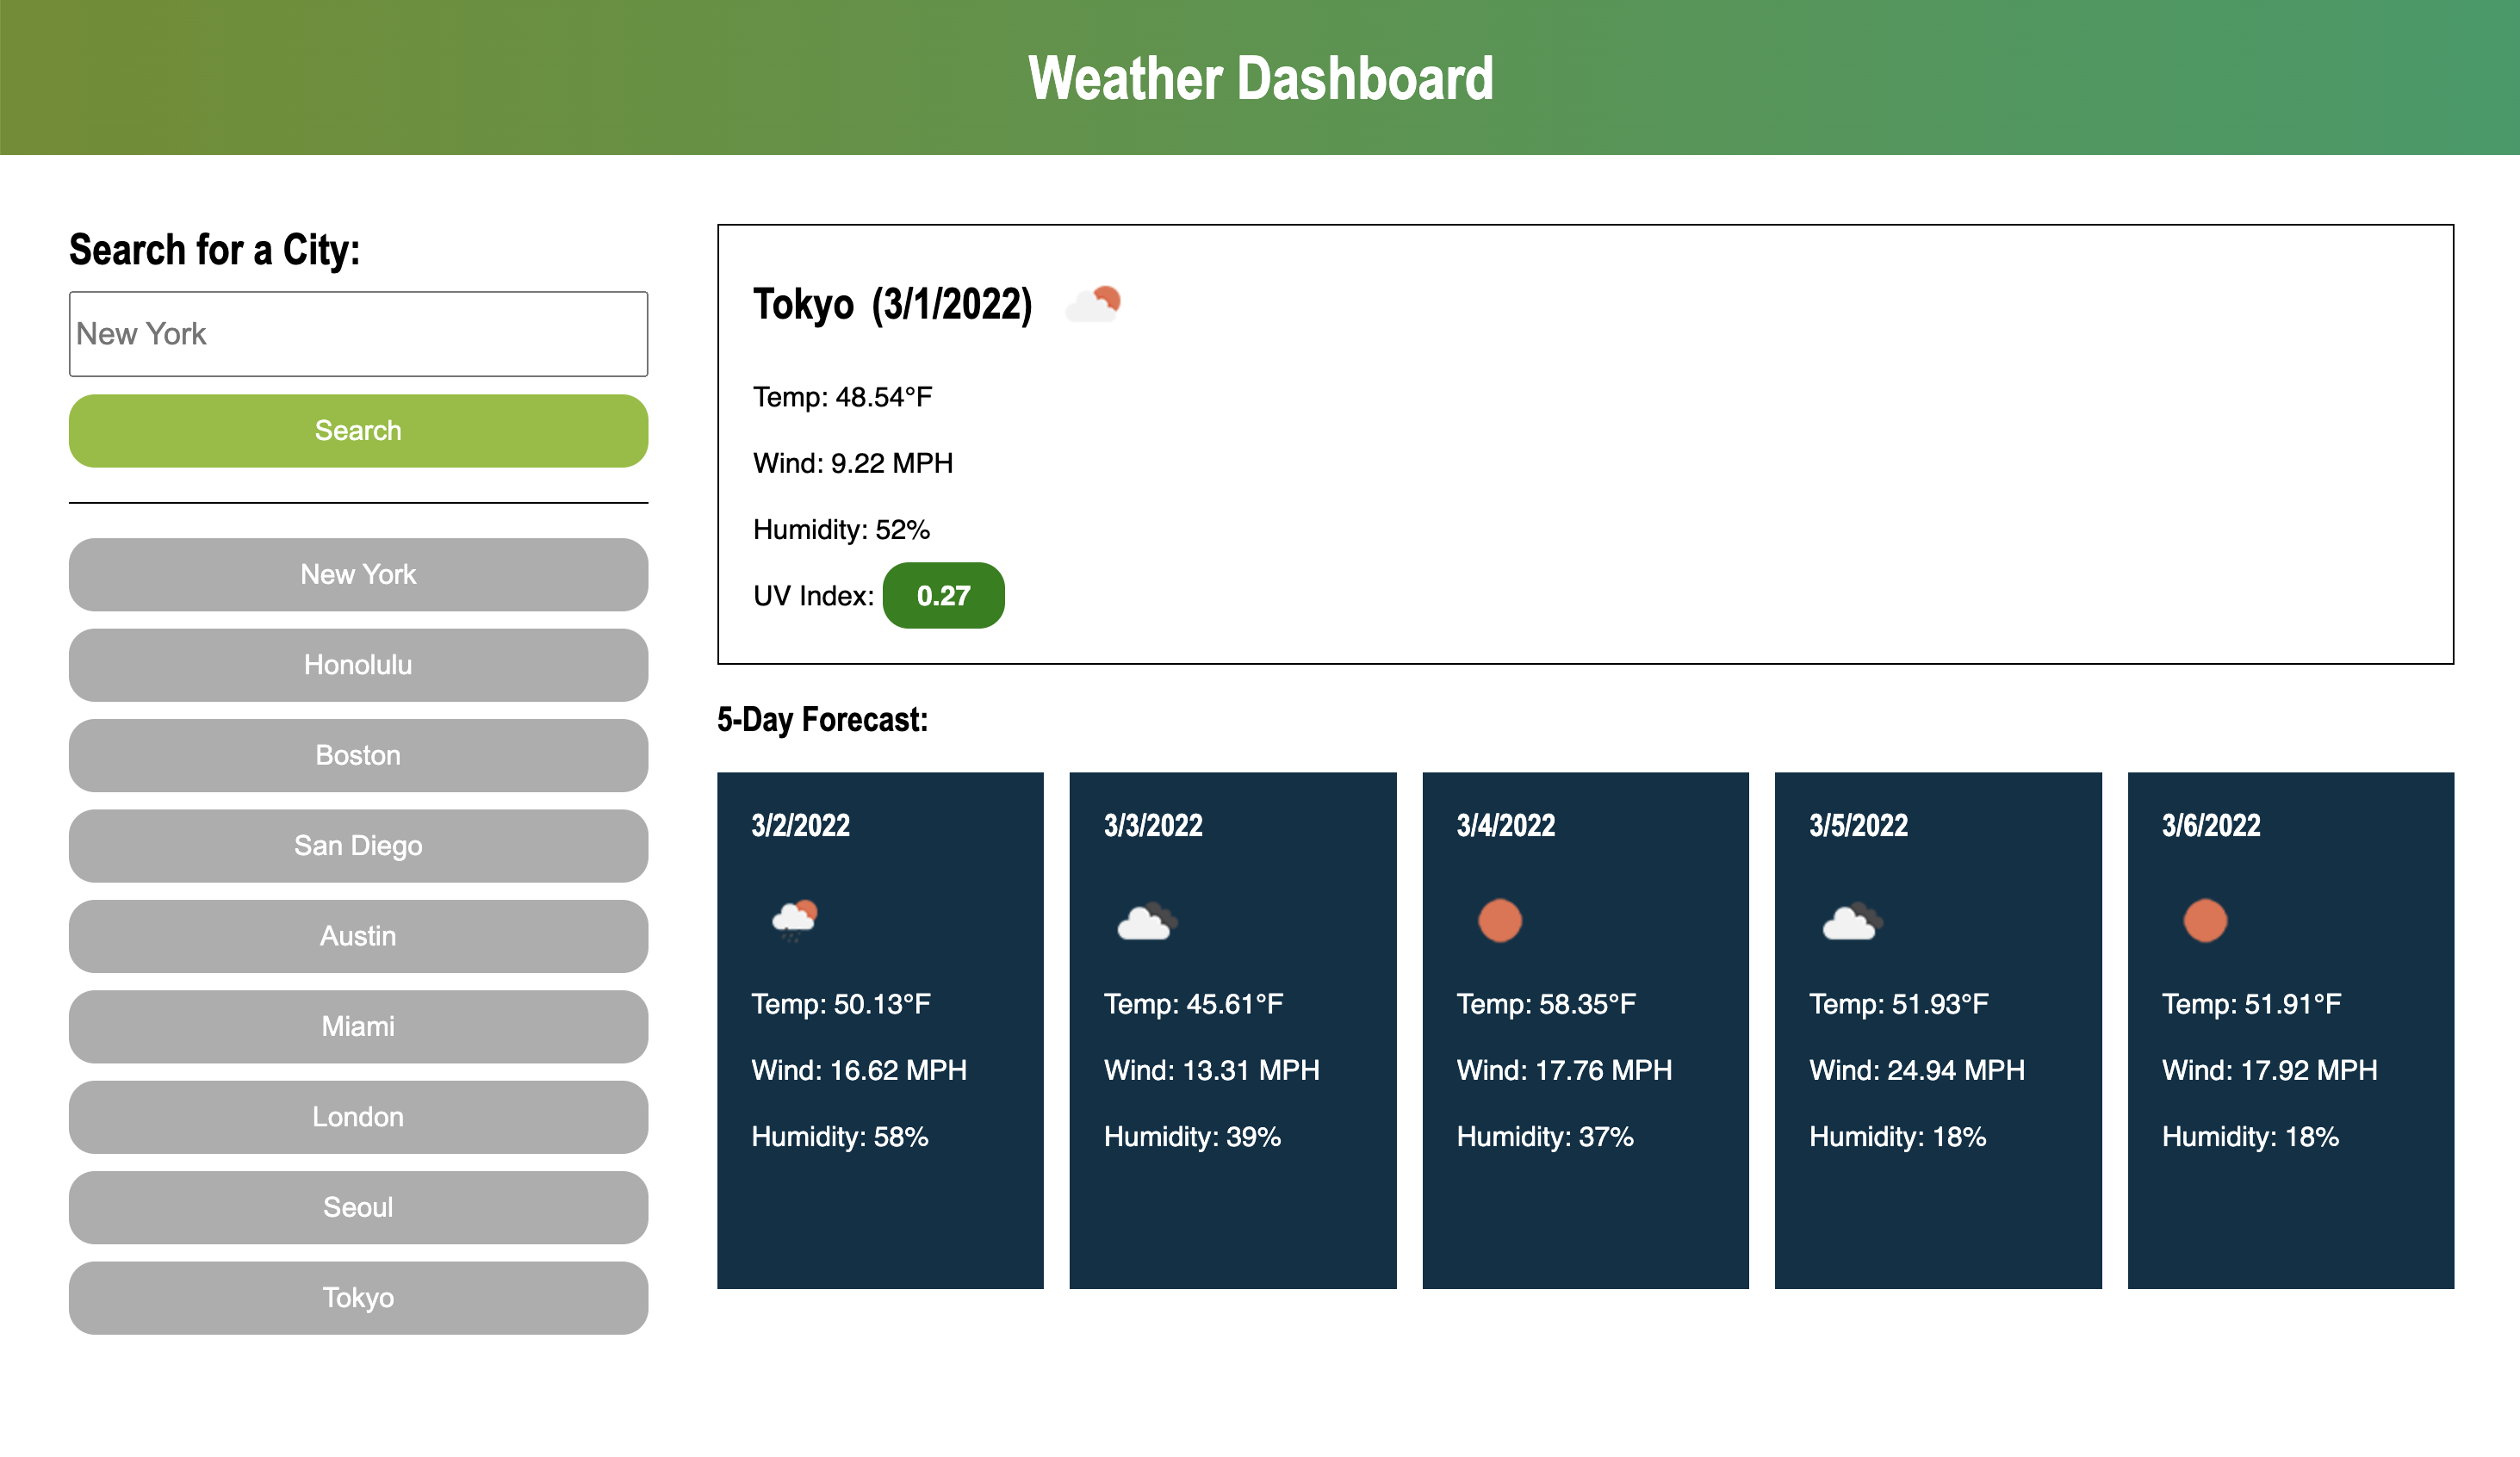 Weather Dashboard
Search for a City:
New York
Search
New York
Honolulu
Boston
San Diego
Austin
Miami
London
Seoul
Tokyo
Tokyo (3/1/2022)
Temp: 48.54°F
Wind: 9.22 MPH
Humidity: 52%
UV Index: 0.27
5-Day Forecast:
3/2/2022
Temp: 50.13°F
Wind: 16.62 MPH
Humidity: 58%
3/3/2022
Temp: 45.61°F
Wind: 13.31 MPH
Humidity: 39%
3/4/2022
Temp: 58.35°F
Wind: 17.76 MPH
Humidity: 37%
3/5/2022
Temp: 51.93°F
Wind: 24.94 MPH
Humidity: 18%
3/6/2022
Temp: 51.91°F
Wind: 17.92 MPH
Humidity: 18%